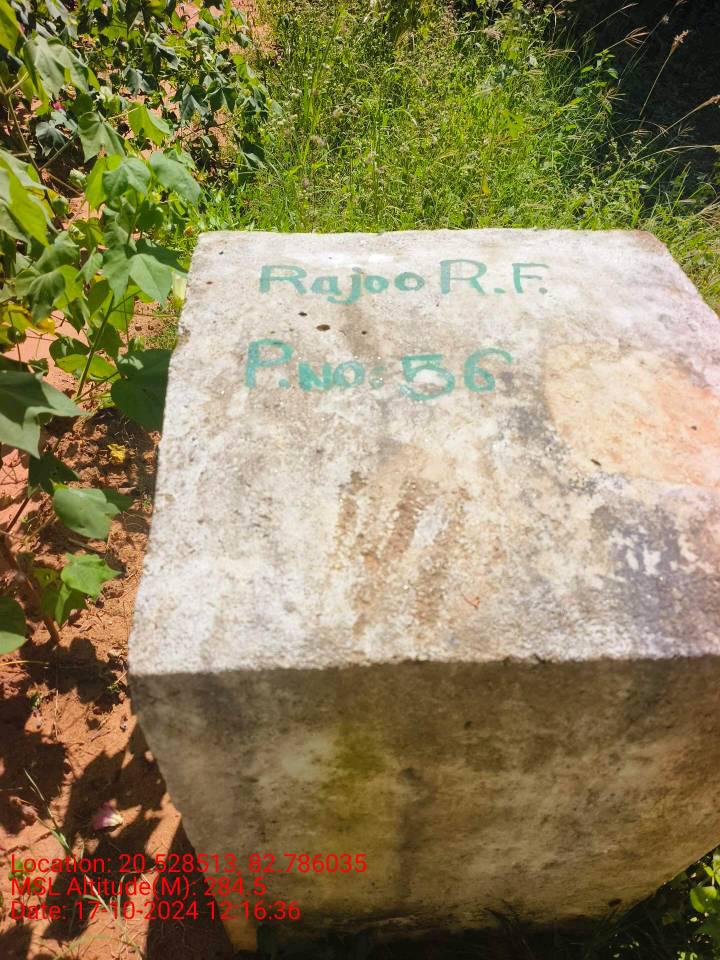 Rajoo R.F.
P.No: 56
Location: 20.528513, 82.786035
MSL Altitude(M): 284.5
Date: 17-10-2024 12:16:36